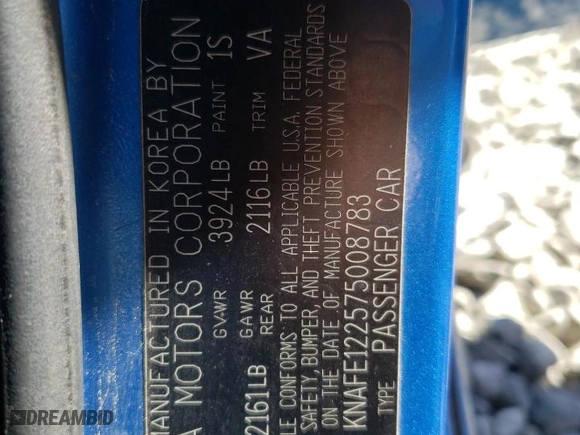 MANUFACTURED IN KOREA BY
A MOTORS CORPORATION
GVWR 3924LB PAINT 1S
GAWR
2161LB REAR 2116LB TRIM VA
LE CONFORMS TO ALL APPLICABLE U.S.A. FEDERAL
SAFETY, BUMPER, AND THEFT PREVENTION STANDARDS
ON THE DATE OF MANUFACTURE SHOWN ABOVE
KNAFE122575008783
TYPE PASSENGER CAR
DREAMBID